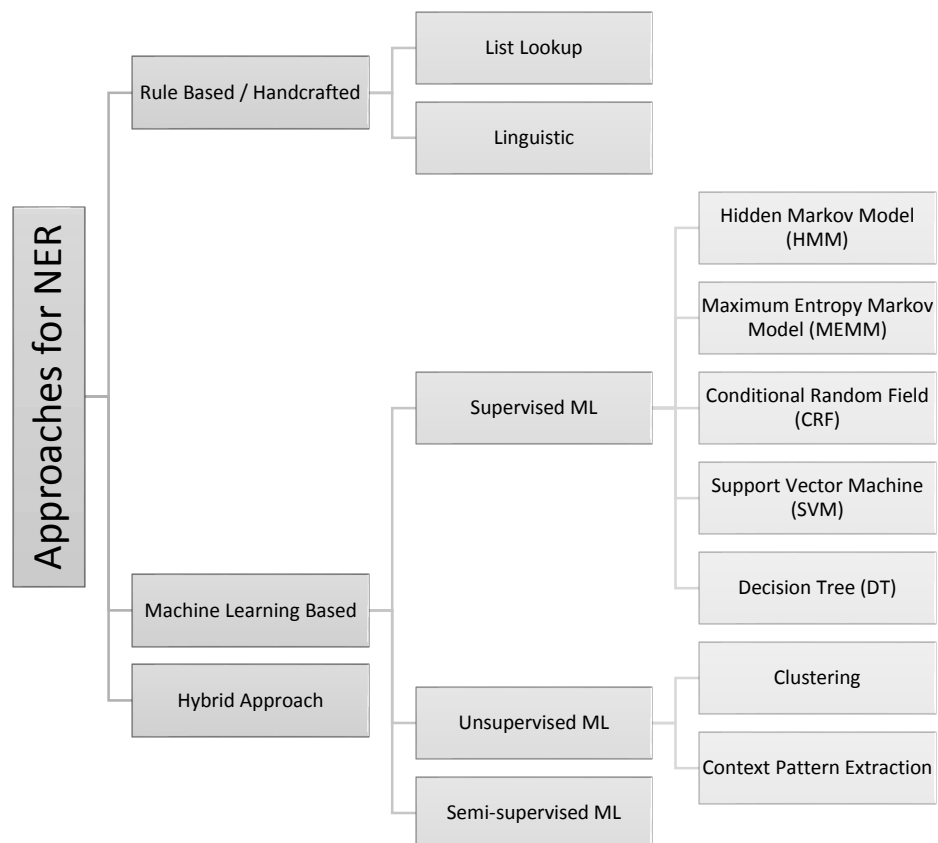 Approaches for NER
Rule Based / Handcrafted
List Lookup
Linguistic
Machine Learning Based
Supervised ML
Hidden Markov Model
(HMM)
Maximum Entropy Markov
Model (MEMM)
Conditional Random Field
(CRF)
Support Vector Machine
(SVM)
Decision Tree (DT)
Unsupervised ML
Clustering
Context Pattern Extraction
Semi-supervised ML
Hybrid Approach